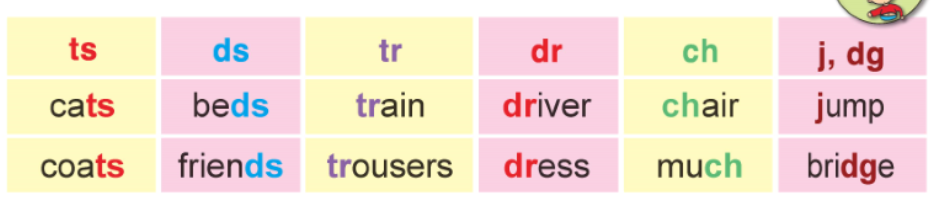 ts ds tr dr ch j, dg
cats beds train driver chair jump
coats friends trousers dress much bridge